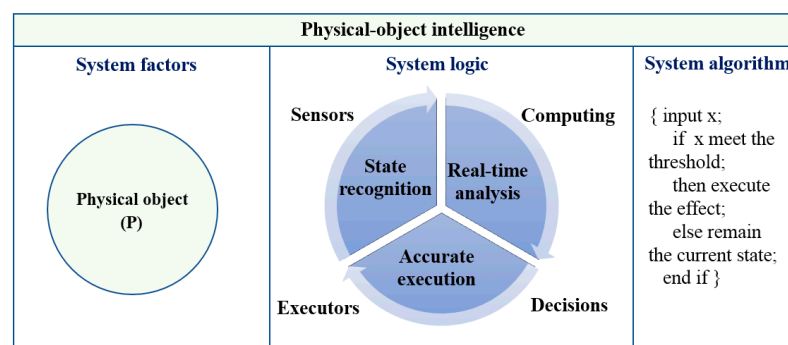 Physical-object intelligence
System factors
System logic
System algorithm
Physical object
(P)
Sensors
Computing
State
recognition
Real-time
analysis
Accurate
execution
Executors
Decisions
{ input x;
if x meet the
threshold;
then execute
the effect;
else remain
the current state;
end if }